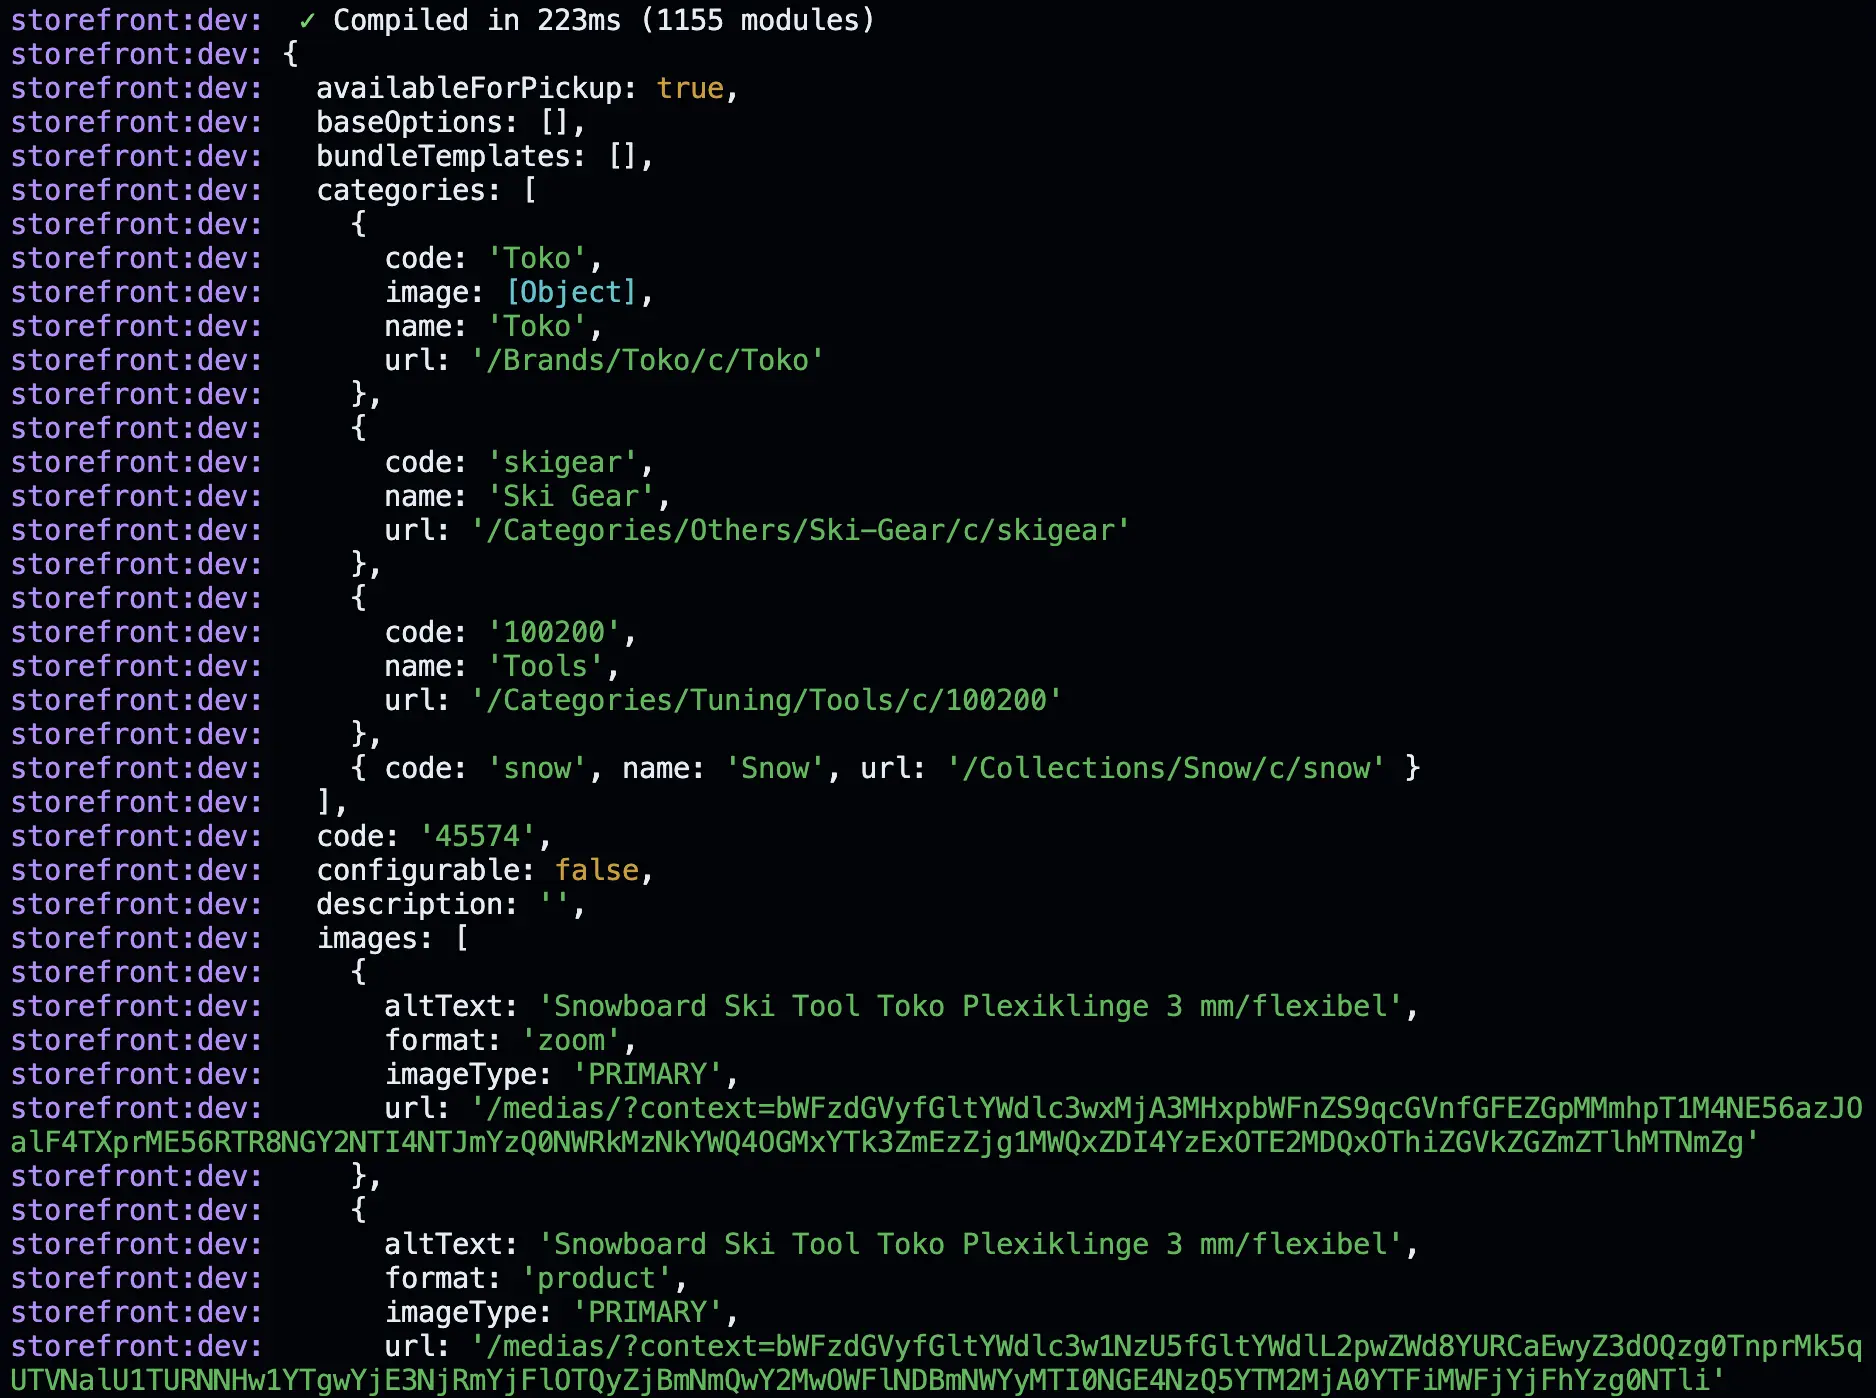 storefront:dev:  ✓ Compiled in 223ms (1155 modules)
storefront:dev: {
storefront:dev:   availableForPickup: true,
storefront:dev:   baseOptions: [],
storefront:dev:   bundleTemplates: [],
storefront:dev:   categories: [
storefront:dev:     {
storefront:dev:       code: 'Toko',
storefront:dev:       image: [Object],
storefront:dev:       name: 'Toko',
storefront:dev:       url: '/Brands/Toko/c/Toko'
storefront:dev:     },
storefront:dev:     {
storefront:dev:       code: 'skigear',
storefront:dev:       name: 'Ski Gear',
storefront:dev:       url: '/Categories/Others/Ski-Gear/c/skigear'
storefront:dev:     },
storefront:dev:     {
storefront:dev:       code: '100200',
storefront:dev:       name: 'Tools',
storefront:dev:       url: '/Categories/Tuning/Tools/c/100200'
storefront:dev:     },
storefront:dev:     { code: 'snow', name: 'Snow', url: '/Collections/Snow/c/snow' }
storefront:dev:   ],
storefront:dev:   code: '45574',
storefront:dev:   configurable: false,
storefront:dev:   description: '',
storefront:dev:   images: [
storefront:dev:     {
storefront:dev:       altText: 'Snowboard Ski Tool Toko Plexiklinge 3 mm/flexibel',
storefront:dev:       format: 'zoom',
storefront:dev:       imageType: 'PRIMARY',
storefront:dev:       url: '/medias/?context=bWFzdGVyfGltYWdlc3wxMjA3MHxpbWFnZS9qcGVnfGFEZGpMMmhpT1M4NE56azJO
alF4TXprME56RTR8NGY2NTI4NTJmYzQ0NWRkMzNkYWQ4OGMxYTk3ZmEzZjg1MWQxZDI4YzExOTE2MDQxOThiZGVkZGZmZTlhMTNmZg'
storefront:dev:     },
storefront:dev:     {
storefront:dev:       altText: 'Snowboard Ski Tool Toko Plexiklinge 3 mm/flexibel',
storefront:dev:       format: 'product',
storefront:dev:       imageType: 'PRIMARY',
storefront:dev:       url: '/medias/?context=bWFzdGVyfGltYWdlc3w1NzU5fGltYWdlL2pwZWd8YURCaEwyZ3dOQzg0TnprMk5q
UTVNalU1TURNNHw1YTgwYjE3NjRmYjFlOTQyZjBmNmQwY2MwOWFlNDBmNWYyMTI0NGE4NzQ5YTM2MjA0YTFiMWFjYjFhYzg0NTli'